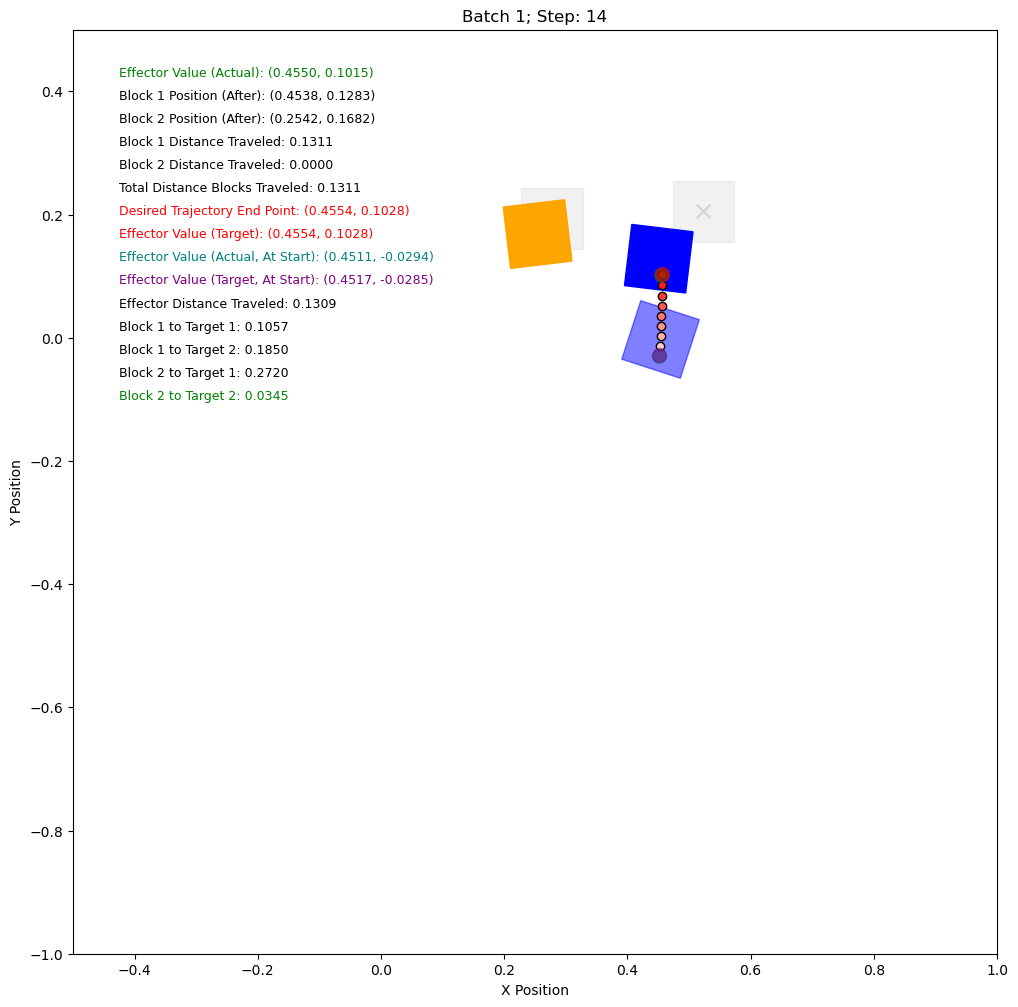 Batch 1; Step: 14
Effector Value (Actual): (0.4550, 0.1015)
Block 1 Position (After): (0.4538, 0.1283)
Block 2 Position (After): (0.2542, 0.1682)
Block 1 Distance Traveled: 0.1311
Block 2 Distance Traveled: 0.0000
Total Distance Blocks Traveled: 0.1311
Desired Trajectory End Point: (0.4554, 0.1028)
Effector Value (Target): (0.4554, 0.1028)
Effector Value (Actual, At Start): (0.4511, -0.0294)
Effector Value (Target, At Start): (0.4517, -0.0285)
Effector Distance Traveled: 0.1309
Block 1 to Target 1: 0.1057
Block 1 to Target 2: 0.1850
Block 2 to Target 1: 0.2720
Block 2 to Target 2: 0.0345
0.4
0.2
0.0
−0.2
−0.4
−0.6
−0.8
−1.0
Y Position
−0.4 −0.2 0.0 0.2 0.4 0.6 0.8 1.0
X Position